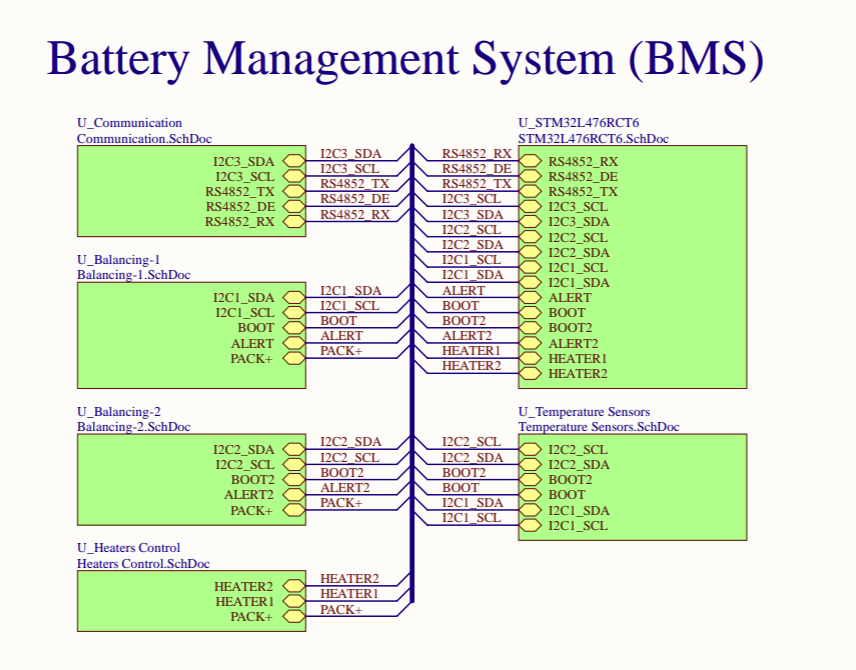 Battery Management System (BMS)
U_Communication
Communication.SchDoc
I2C3_SDA I2C3_SDA
I2C3_SCL I2C3_SCL
RS4852_TX RS4852_TX
RS4852_DE RS4852_DE
RS4852_RX RS4852_RX
U_Balancing-1
Balancing-1.SchDoc
I2C1_SDA I2C1_SDA
I2C1_SCL I2C1_SCL
BOOT BOOT
ALERT ALERT
PACK+ PACK+
U_Balancing-2
Balancing-2.SchDoc
I2C2_SDA I2C2_SDA
I2C2_SCL I2C2_SCL
BOOT2 BOOT2
ALERT2 ALERT2
PACK+ PACK+
U_Heaters Control
Heaters Control.SchDoc
HEATER2 HEATER2
HEATER1 HEATER1
PACK+ PACK+
U_STM32L476RCT6
STM32L476RCT6.SchDoc
RS4852_RX RS4852_RX
RS4852_DE RS4852_DE
RS4852_TX RS4852_TX
I2C3_SCL I2C3_SCL
I2C3_SDA I2C3_SDA
I2C2_SCL I2C2_SCL
I2C2_SDA I2C2_SDA
I2C1_SCL I2C1_SCL
I2C1_SDA I2C1_SDA
ALERT ALERT
BOOT BOOT
BOOT2 BOOT2
ALERT2 ALERT2
HEATER1 HEATER1
HEATER2 HEATER2
U_Temperature Sensors
Temperature Sensors.SchDoc
I2C2_SCL I2C2_SCL
I2C2_SDA I2C2_SDA
BOOT2 BOOT2
BOOT BOOT
I2C1_SDA I2C1_SDA
I2C1_SCL I2C1_SCL